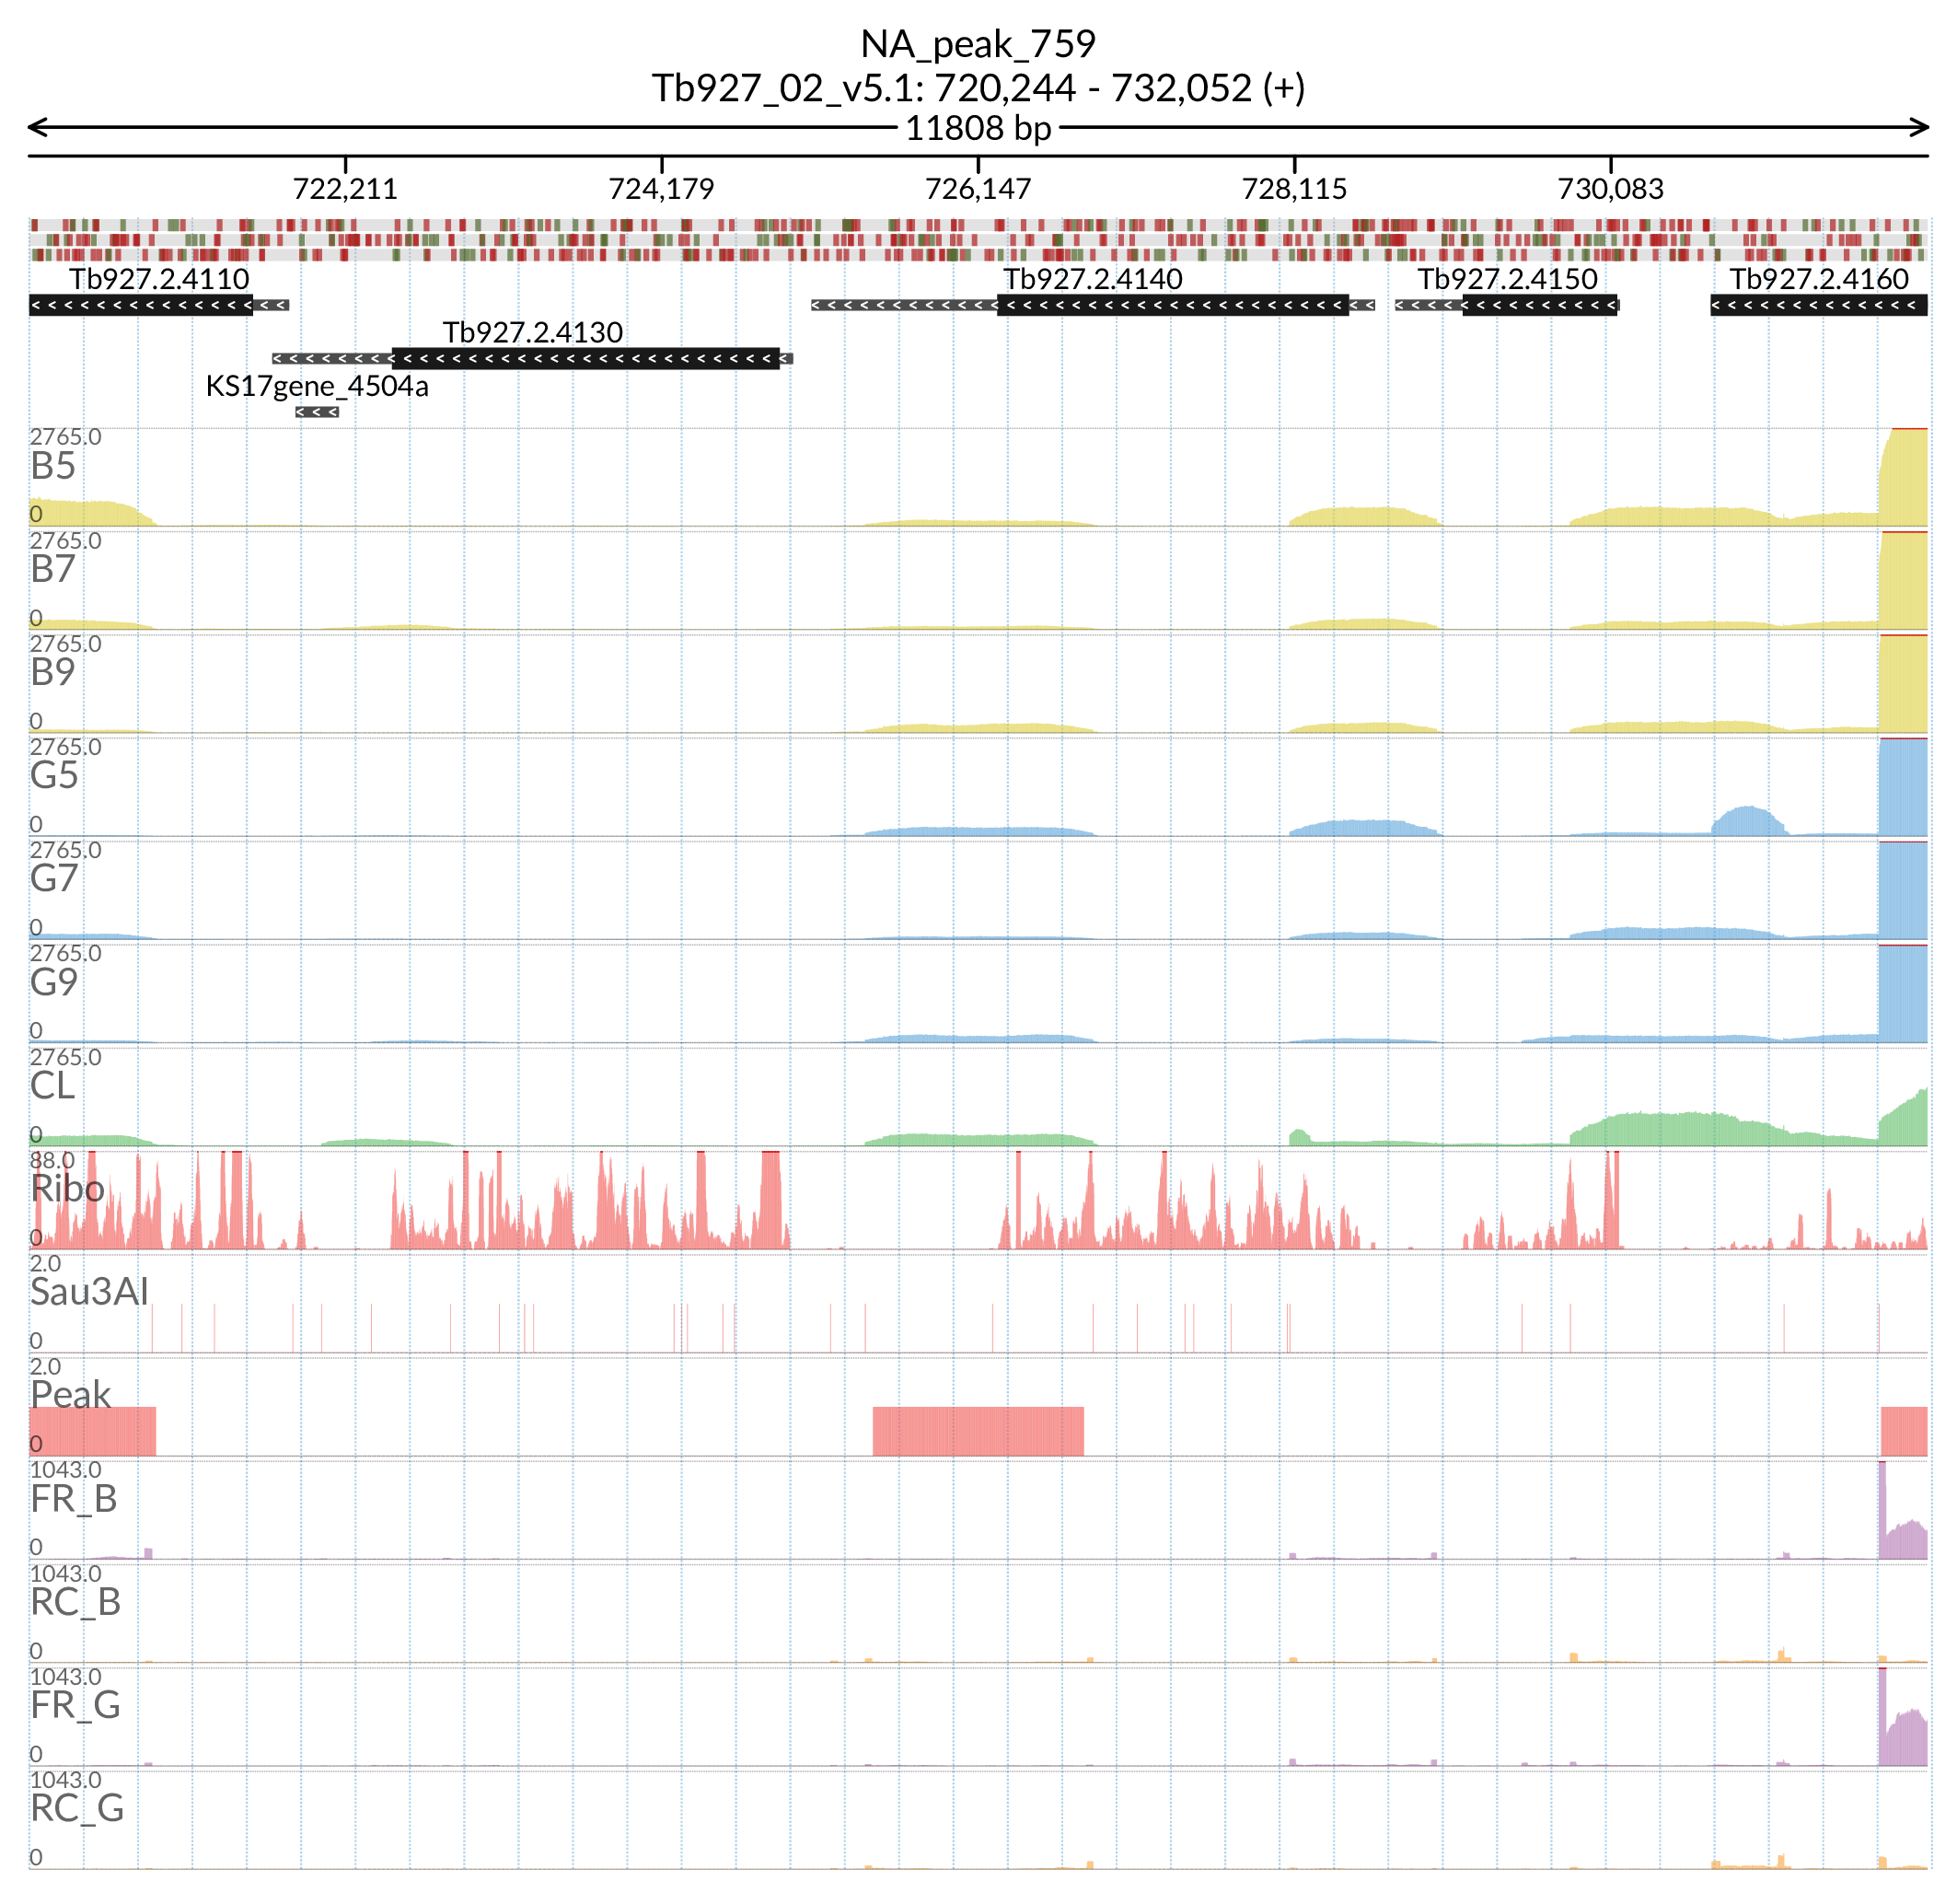 NA_peak_759
Tb927_02_v5.1: 720,244 - 732,052 (+)
11808 bp
722,211 724,179 726,147 728,115 730,083
Tb927.2.4110 Tb927.2.4140 Tb927.2.4150 Tb927.2.4160
Tb927.2.4130
KS17gene_4504a
2765.0
B5
0
2765.0
B7
0
2765.0
B9
0
2765.0
G5
0
2765.0
G7
0
2765.0
G9
0
2765.0
CL
0
88.0
Ribo
0
2.0
Sau3AI
0
2.0
Peak
0
1043.0
FR_B
0
1043.0
RC_B
0
1043.0
FR_G
0
1043.0
RC_G
0